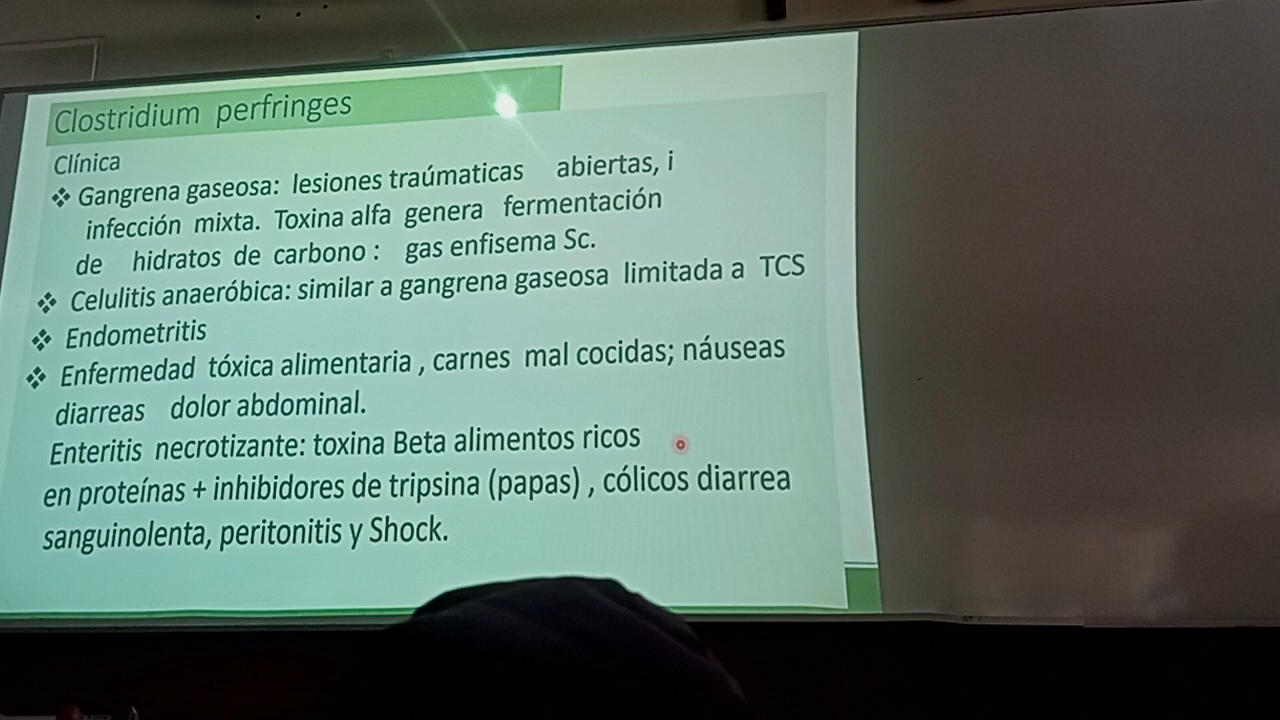 Clostridium perfringes
Clínica
❖ Gangrena gaseosa: lesiones traúmaticas abiertas, i
infección mixta. Toxina alfa genera fermentación
de hidratos de carbono : gas enfisema Sc.
❖ Celulitis anaeróbica: similar a gangrena gaseosa limitada a TCS
❖ Endometritis
❖ Enfermedad tóxica alimentaria , carnes mal cocidas; náuseas
diarreas dolor abdominal.
Enteritis necrotizante: toxina Beta alimentos ricos
en proteínas + inhibidores de tripsina (papas) , cólicos diarrea
sanguinolenta, peritonitis y Shock.